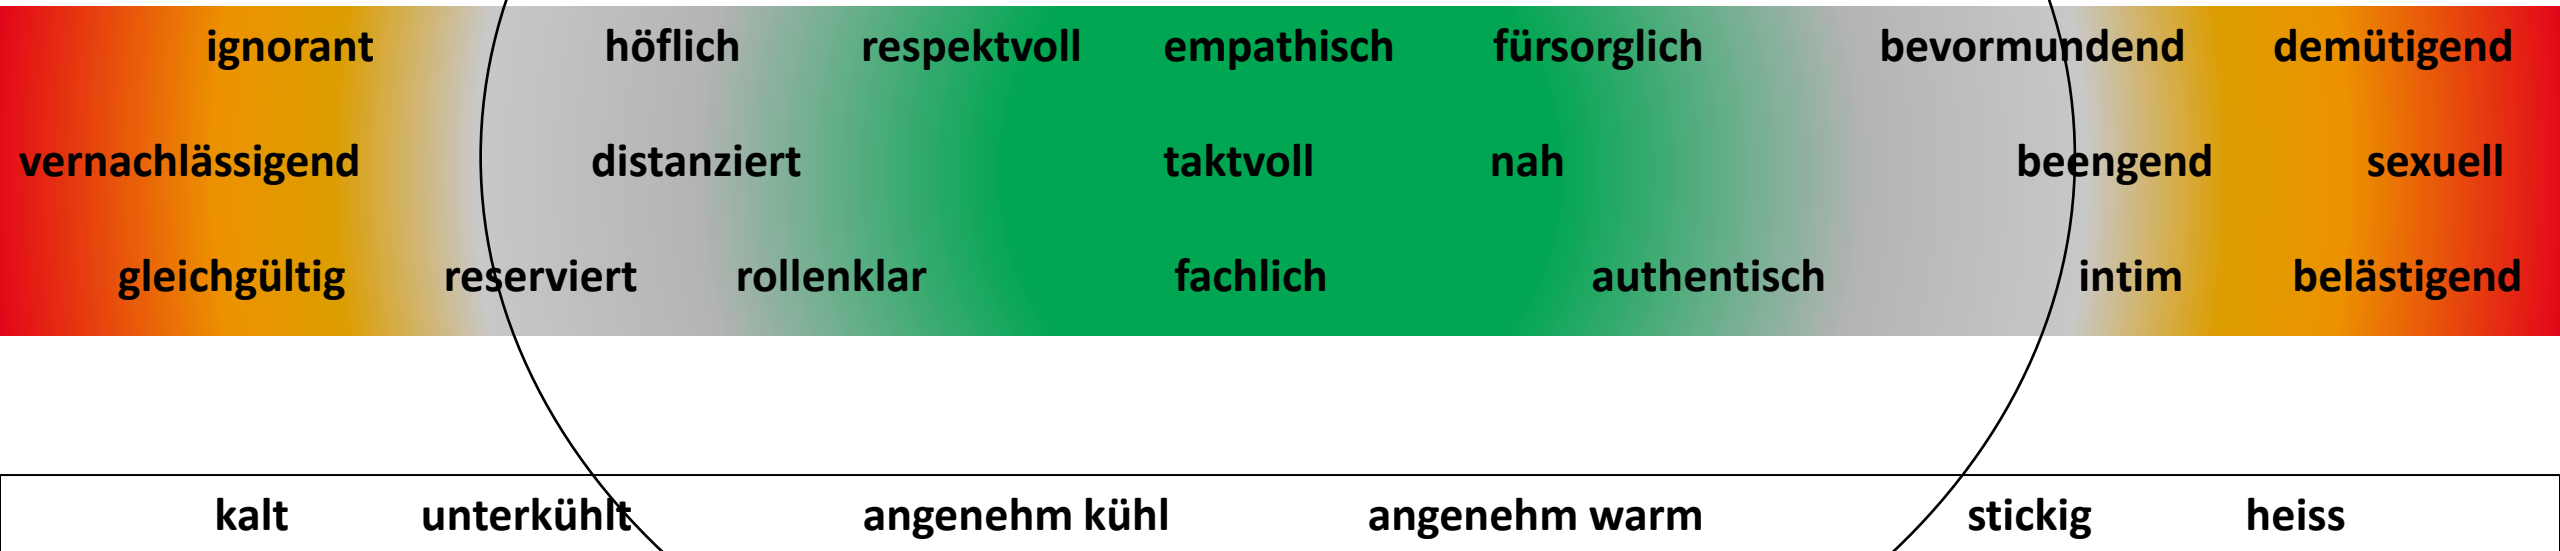 ignorant höflich respektvoll empathisch fürsorglich bevormundend demütigend
vernachlässigend distanziert taktvoll nah beengend sexuell
gleichgültig reserviert rollenklar fachlich authentisch intim belästigend
kalt unterkühlt angenehm kühl angenehm warm stickig heiss